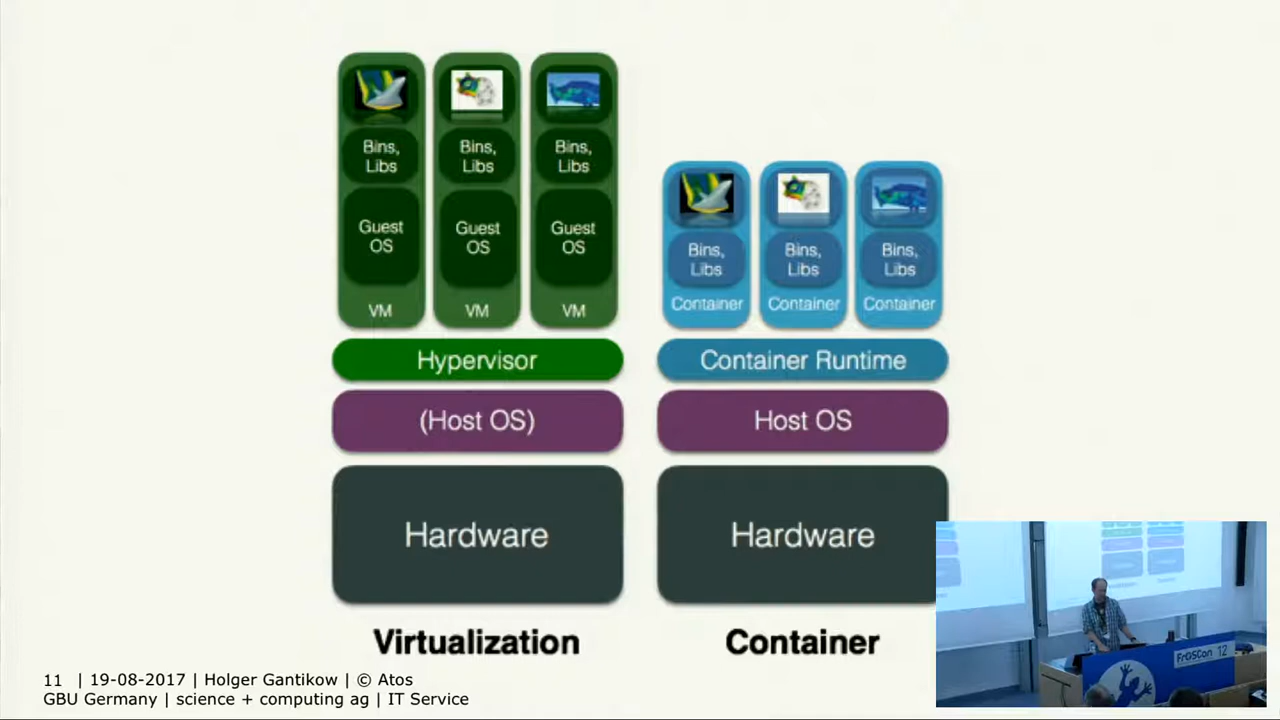 Bins,
Libs
Guest
OS
VM
Bins,
Libs
Guest
OS
VM
Bins,
Libs
Guest
OS
VM
Hypervisor
(Host OS)
Hardware
Virtualization
Bins,
Libs
Container
Bins,
Libs
Container
Bins,
Libs
Container
Container Runtime
Host OS
Hardware
Container
11 | 19-08-2017 | Holger Gantikow | © Atos
GBU Germany | science + computing ag | IT Service
FrOSCon 12